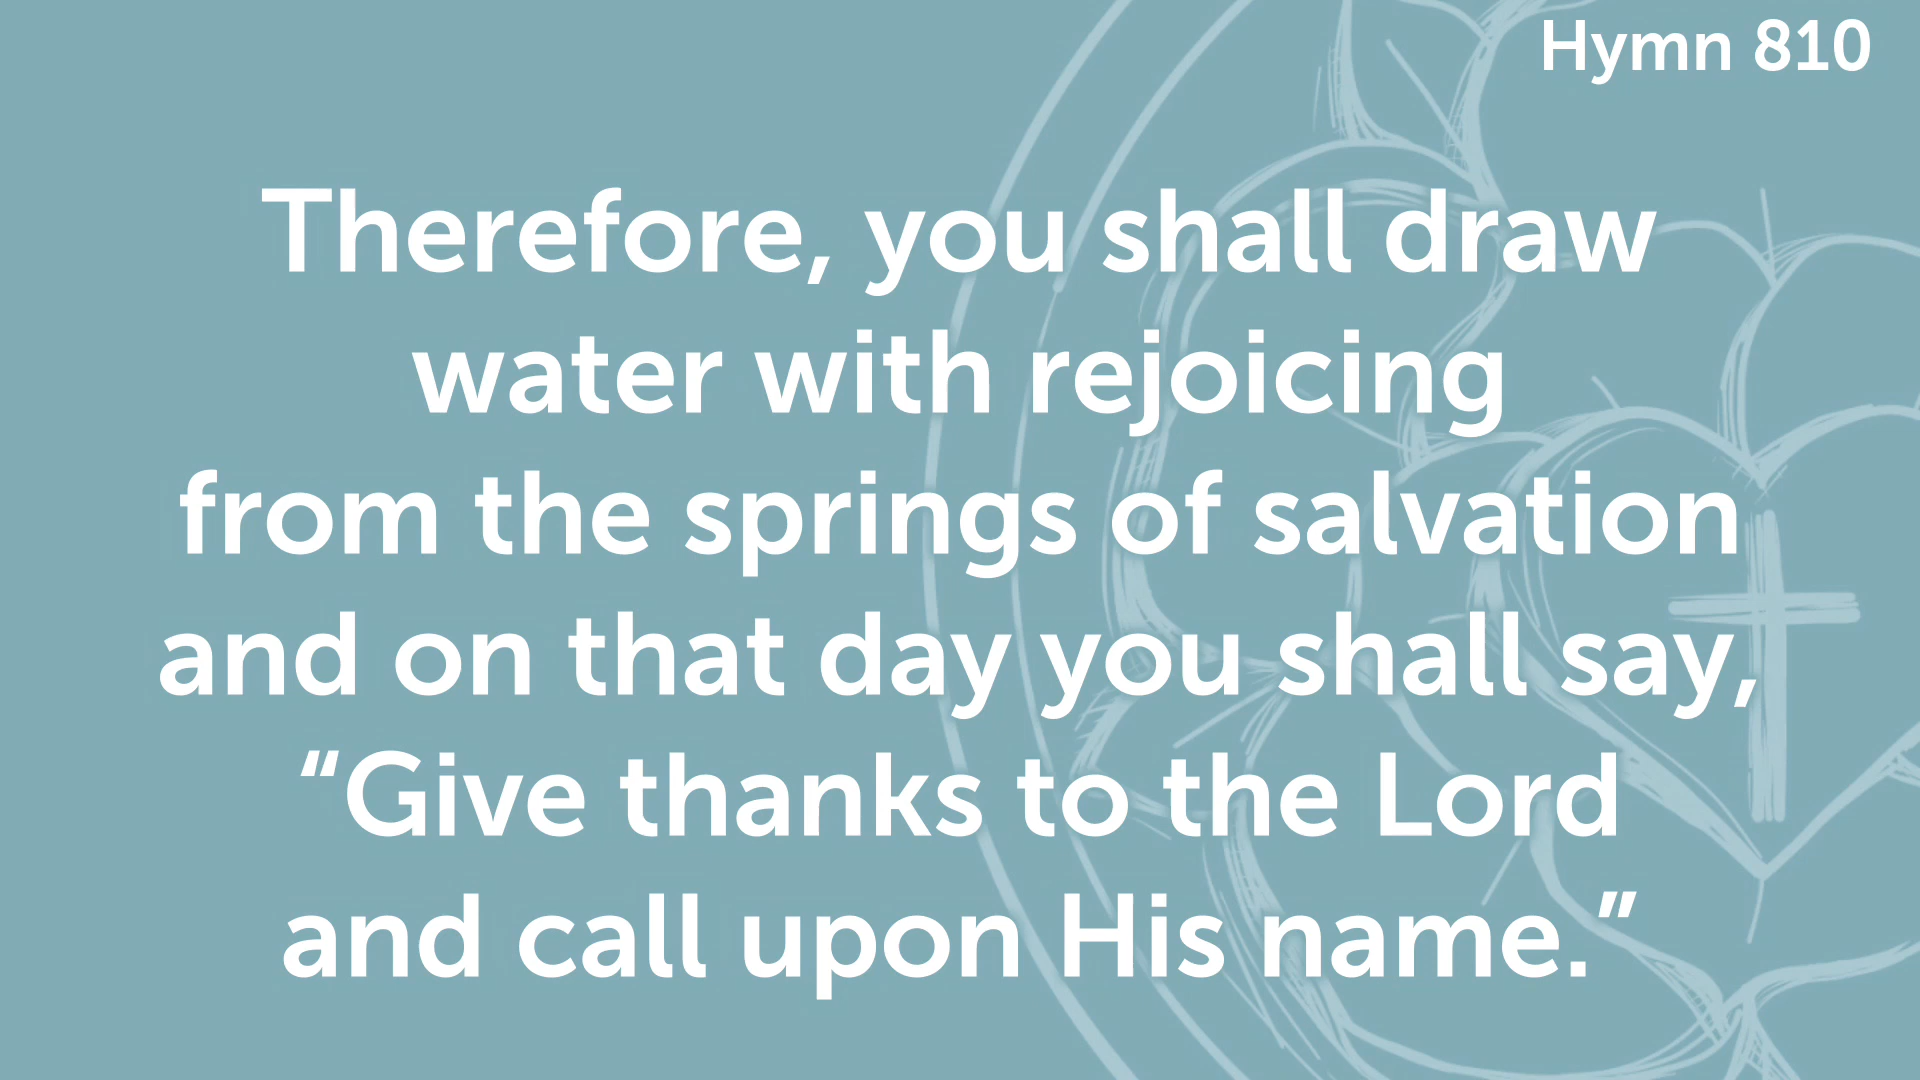 Hymn 810
Therefore, you shall draw
water with rejoicing
from the springs of salvation
and on that day you shall say,
“Give thanks to the Lord
and call upon His name.”